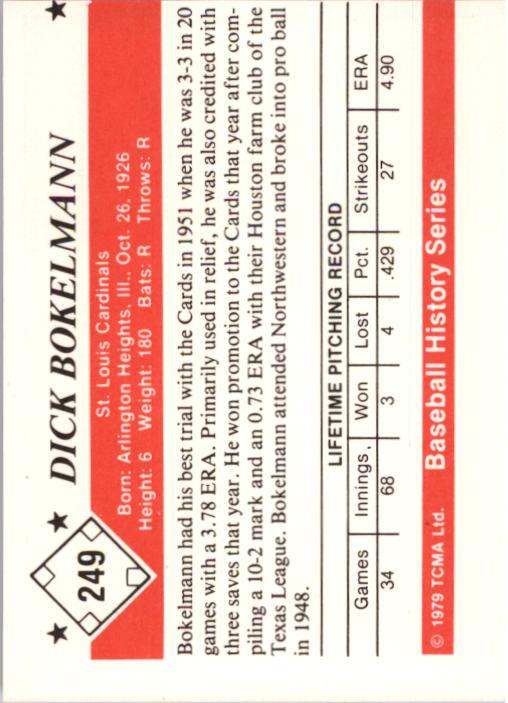 249
★ DICK BOKELMANN ★
St. Louis Cardinals
Born: Arlington Heights, Ill., Oct. 26, 1926
Height: 6 Weight: 180 Bats: R Throws: R
Bokelmann had his best trial with the Cards in 1951 when he was 3-3 in 20
games with a 3.78 ERA. Primarily used in relief, he was also credited with
three saves that year. He won promotion to the Cards that year after com-
piling a 10-2 mark and an 0.73 ERA with their Houston farm club of the
Texas League. Bokelmann attended Northwestern and broke into pro ball
in 1948.
LIFETIME PITCHING RECORD
Games Innings. Won Lost Pct. Strikeouts ERA
34 68 3 4 .429 27 4.90
© 1979 TCMA Ltd. Baseball History Series